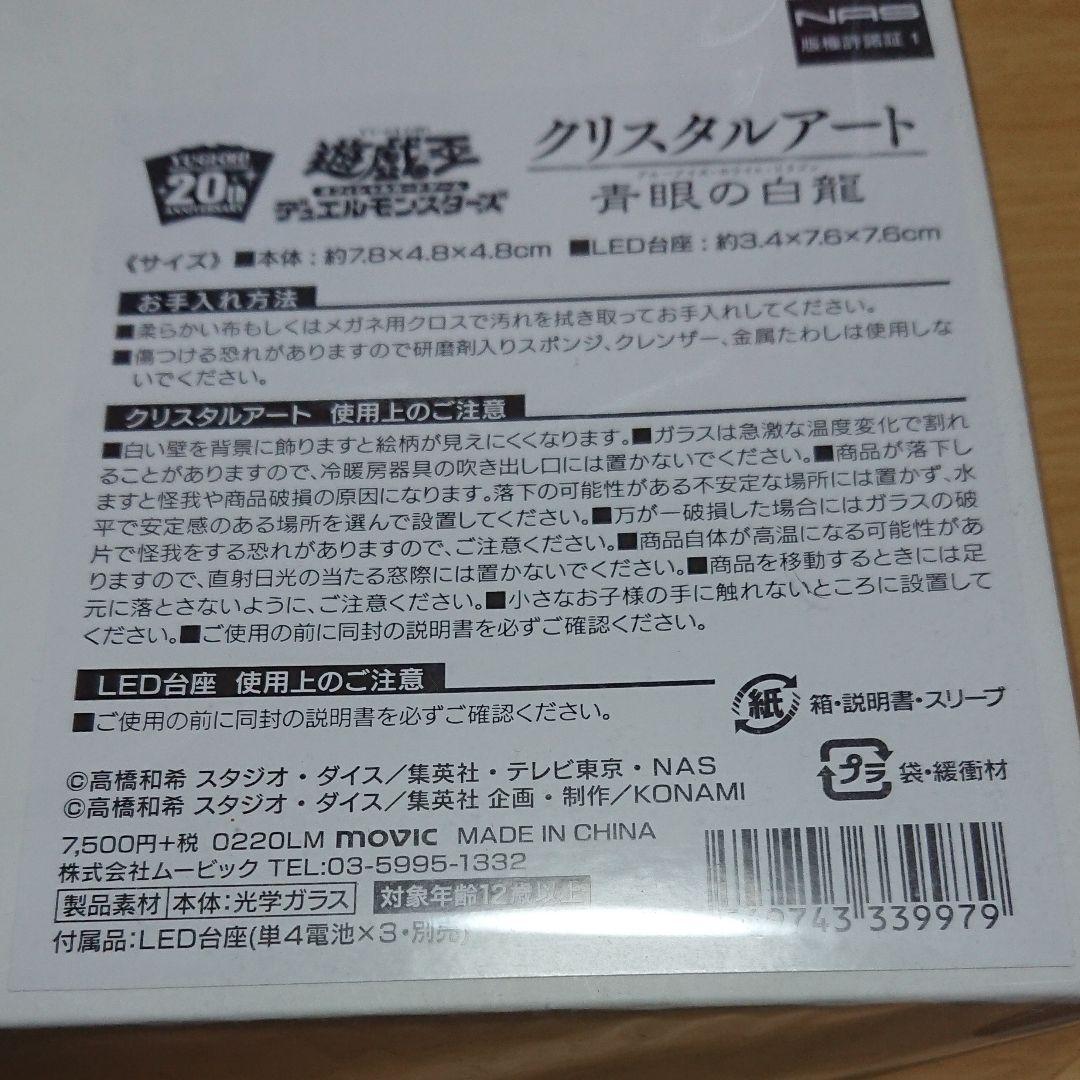 NAS
版権許諾証 1
YU-GI-OH!
20th
ANNIVERSARY
遊戯王
デュエルモンスターズ
クリスタルアート
ブルーアイズ・ホワイト・ドラゴン
青眼の白龍
《サイズ》 ■本体：約7.8×4.8×4.8cm ■LED台座：約3.4×7.6×7.6cm
お手入れ方法
■柔らかい布もしくはメガネ用クロスで汚れを拭き取ってお手入れしてください。
■傷つける恐れがありますので研磨剤入りスポンジ、クレンザー、金属たわしは使用しな
いでください。
クリスタルアート 使用上のご注意
■白い壁を背景に飾りますと絵柄が見えにくくなります。■ガラスは急激な温度変化で割れ
ることがありますので、冷暖房器具の吹き出し口には置かないでください。■商品が落下し
ますと怪我や商品破損の原因になります。落下の可能性がある不安定な場所には置かず、水
平で安定感のある場所を選んで設置してください。■万が一破損した場合にはガラスの破
片で怪我をする恐れがありますので、ご注意ください。■商品自体が高温になる可能性があ
りますので、直射日光の当たる窓際には置かないでください。■商品を移動するときには足
元に落とさないように、ご注意ください。■小さなお子様の手に触れないところに設置して
ください。■ご使用の前に同封の説明書を必ずご確認ください。
LED台座 使用上のご注意
■ご使用の前に同封の説明書を必ずご確認ください。
紙 箱・説明書・スリーブ
プラ 袋・緩衝材
©高橋和希 スタジオ・ダイス／集英社・テレビ東京・NAS
©高橋和希 スタジオ・ダイス／集英社 企画・制作／KONAMI
7,500円+税 0220LM movic MADE IN CHINA
株式会社ムービック TEL:03-5995-1332
製品素材 本体：光学ガラス 対象年齢12歳以上
付属品：LED台座(単4電池×3・別売)
339979